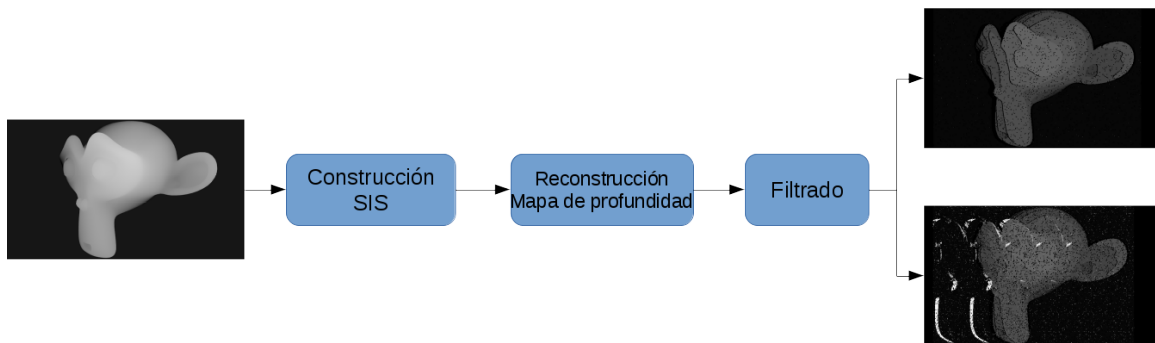 Construcción
SIS
Reconstrucción
Mapa de profundidad
Filtrado